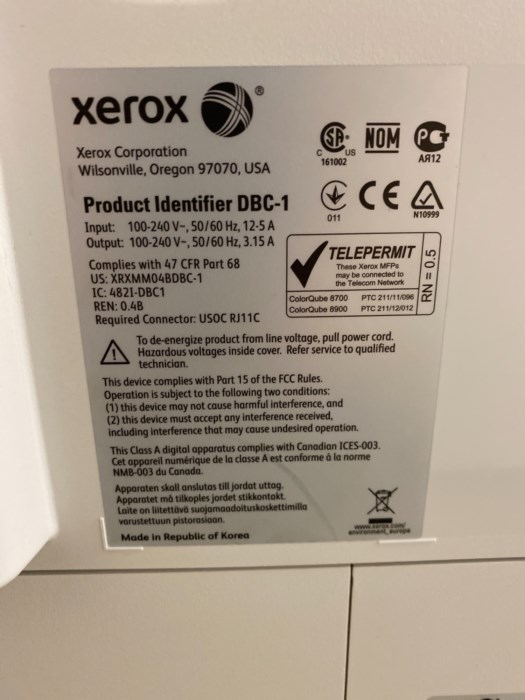 xerox ®
Xerox Corporation
Wilsonville, Oregon 97070, USA
C SA US NOM PCT
161002 АЯ12
Product Identifier DBC-1
011 CE N10999
Input: 100-240 V~, 50/60 Hz, 12-5 A
Output: 100-240 V~, 50/60 Hz, 3.15 A
Complies with 47 CFR Part 68
US: XRXMM04BDBC-1
IC: 4821-DBC1
REN: 0.4B
Required Connector: USOC RJ11C
TELEPERMIT
These Xerox MFPs
may be connected to
the Telecom Network
ColorQube 8700 PTC 211/11/096
ColorQube 8900 PTC 211/12/012
RN = 0.5
To de-energize product from line voltage, pull power cord.
Hazardous voltages inside cover. Refer service to qualified
technician.
This device complies with Part 15 of the FCC Rules.
Operation is subject to the following two conditions:
(1) this device may not cause harmful interference, and
(2) this device must accept any interference received,
including interference that may cause undesired operation.
This Class A digital apparatus complies with Canadian ICES-003.
Cet appareil numérique de la classe A est conforme à la norme
NMB-003 du Canada.
Apparaten skall anslutas till jordat uttag.
Apparatet må tilkoples jordet stikkontakt.
Laite on liitettävä suojamaadoituskoskettimilla
varustettuun pistorasiaan.
www.xerox.com/
environment_europe
Made in Republic of Korea